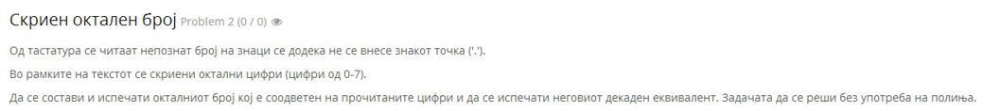 Скриен октален број Problem 2 (0 / 0)
Од тастатура се читаат непознат број на знаци се додека не се внесе знакот точка ('.').
Во рамките на текстот се скриени октални цифри (цифри од 0-7).
Да се состави и испечати окталниот број кој е соодветен на прочитаните цифри и да се испечати неговиот декаден еквивалент. Задачата да се реши без употреба на полиња.